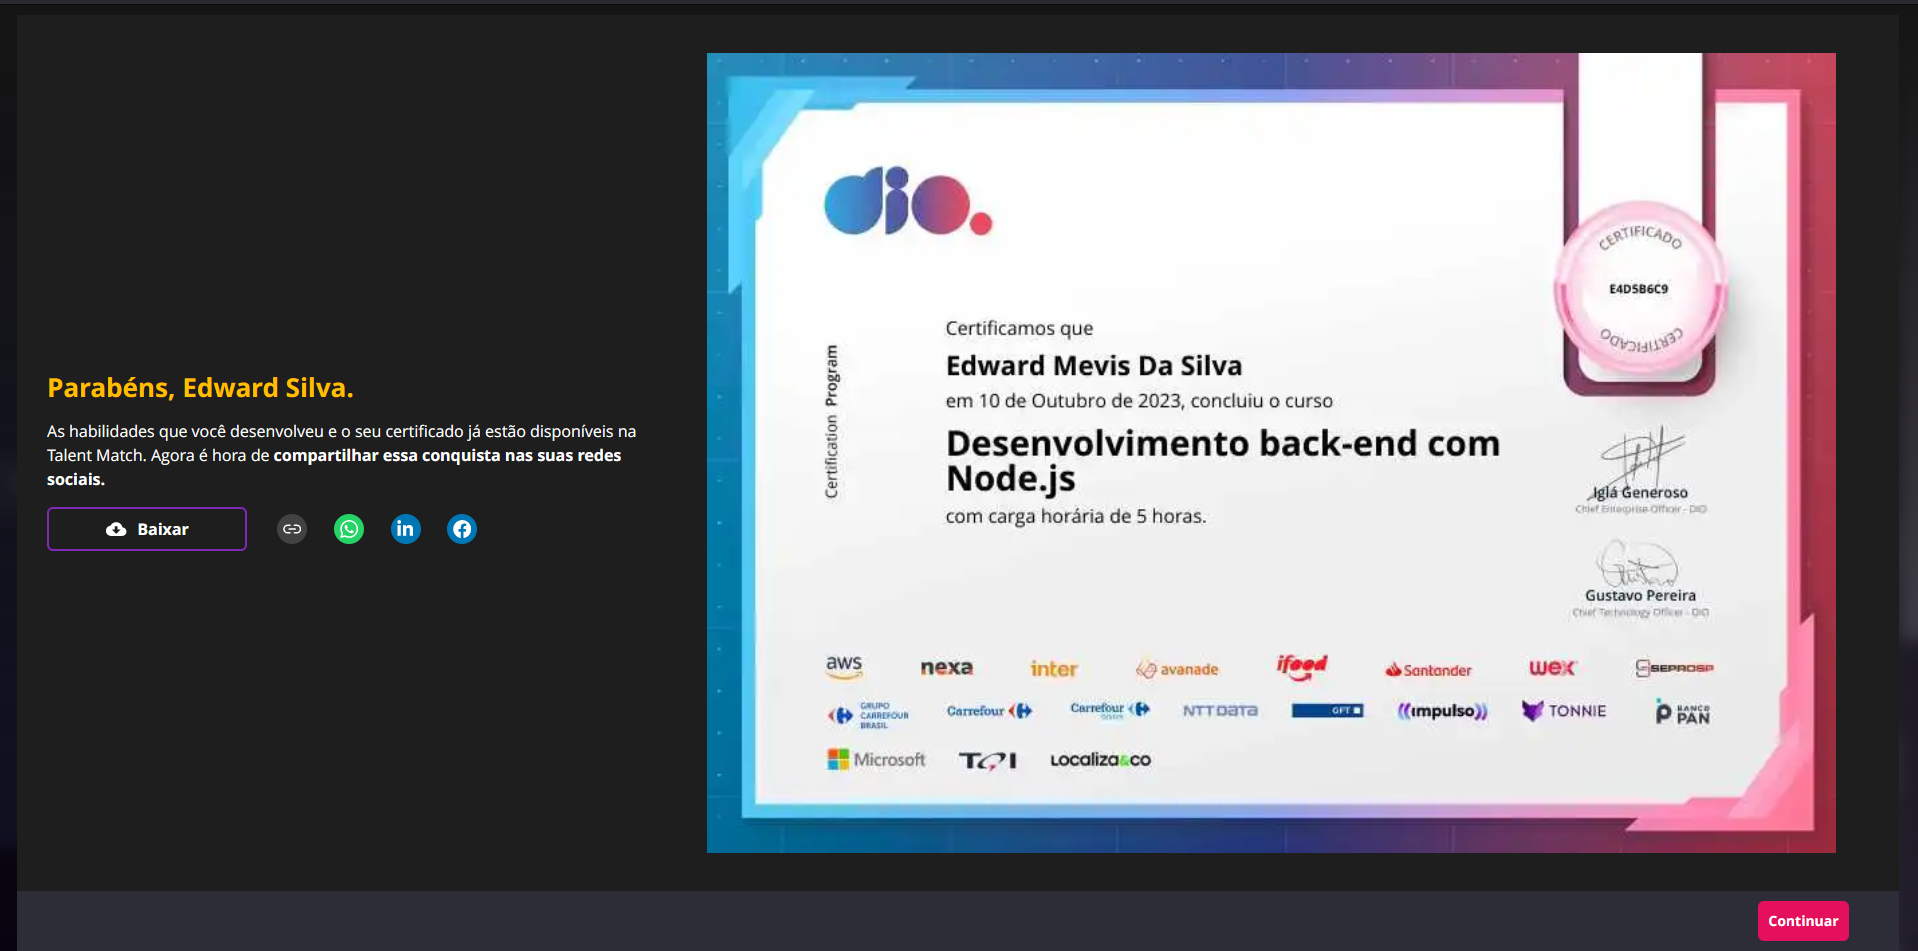 Parabéns, Edward Silva.
As habilidades que você desenvolveu e o seu certificado já estão disponíveis na
Talent Match. Agora é hora de compartilhar essa conquista nas suas redes
sociais.
Baixar
dio.
CERTIFICADO
E4D5B6C9
CERTIFICADO
Certification Program
Certificamos que
Edward Mevis Da Silva
em 10 de Outubro de 2023, concluiu o curso
Desenvolvimento back-end com
Node.js
com carga horária de 5 horas.
Iglá Generoso
Chief Enterprise Officer - DIO
Gustavo Pereira
Chief Technology Officer - DIO
aws nexa inter avanade ifood Santander wex SEPROSP
GRUPO
CARREFOUR
BRASIL
Carrefour Carrefour NTT DATA GFT impulso TONNIE BANCO
PAN
Microsoft TQI Localiza&co
Continuar